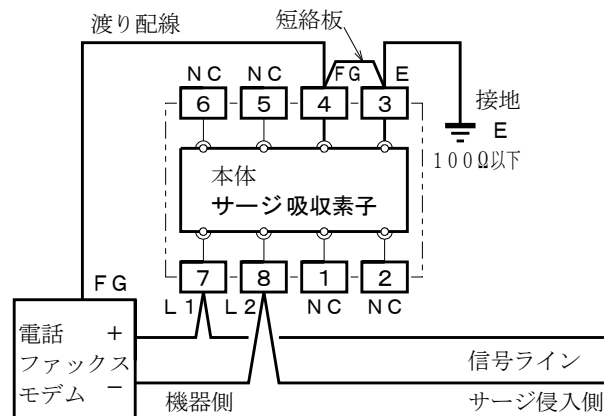 短絡板
渡り配線
NC NC FG E
6 5 4 3
接地
E
100Ω以下
本体
サージ吸収素子
7 8 1 2
FG
L1 L2 NC NC
電話 +
ファックス
モデム −
信号ライン
機器側 サージ侵入側